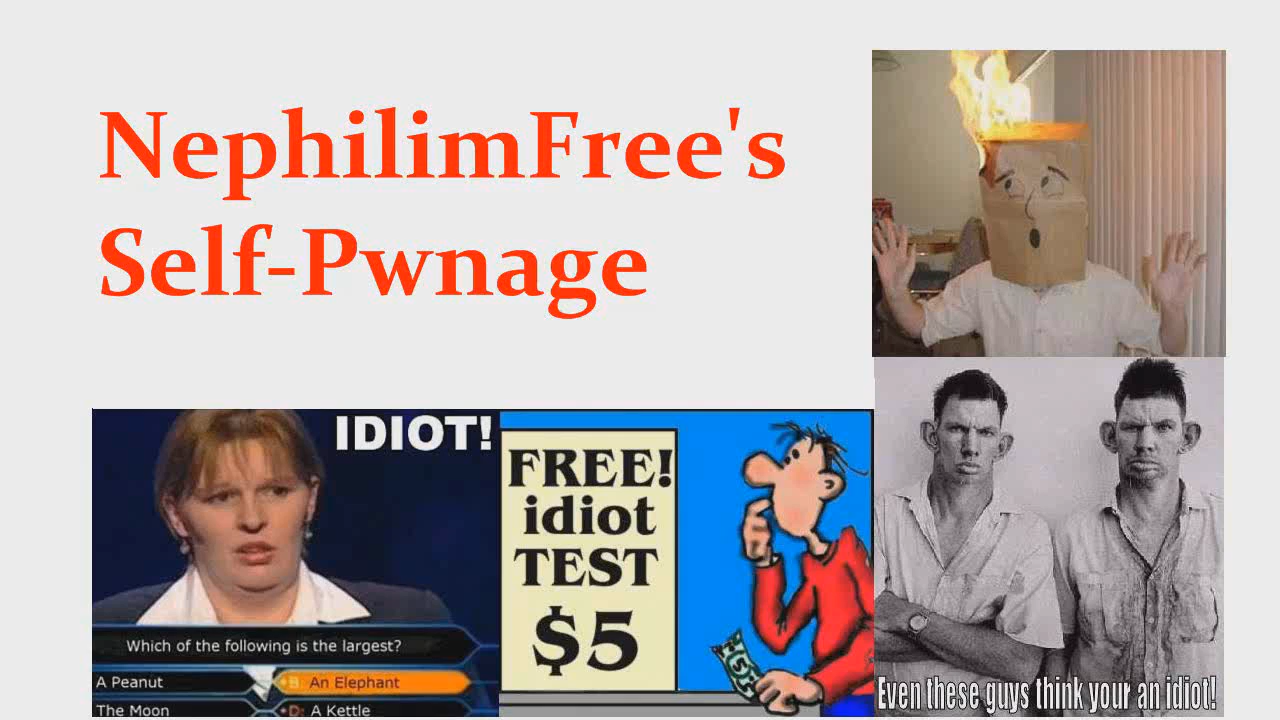 NephilimFree's
Self-Pwnage
IDIOT!
Which of the following is the largest?
A Peanut
B: An Elephant
The Moon
D: A Kettle
FREE!
idiot
TEST
$5
Even these guys think your an idiot!